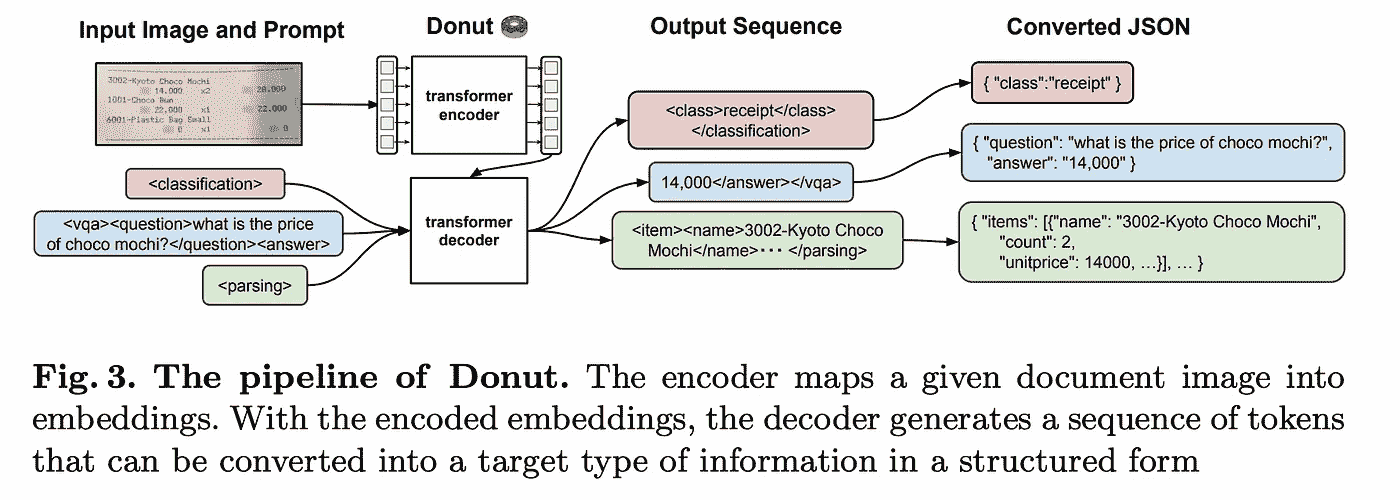 Input Image and Prompt
Donut
Output Sequence
Converted JSON
3002-Kyoto Choco Mochi
14.000 x2 28.000
1001-Choco Bun
22.000 x1 22.000
6001-Plastic Bag Small
0 x1 0
transformer
encoder
<classification>
<vqa><question>what is the price
of choco mochi?</question><answer>
<parsing>
transformer
decoder
<class>receipt</class>
</classification>
14,000</answer></vqa>
<item><name>3002-Kyoto Choco
Mochi</name>··· </parsing>
{ "class":"receipt" }
{ "question": "what is the price of choco mochi?",
"answer": "14,000" }
{ "items": [{"name": "3002-Kyoto Choco Mochi",
"count": 2,
"unitprice": 14000, …}], … }
Fig. 3. The pipeline of Donut. The encoder maps a given document image into
embeddings. With the encoded embeddings, the decoder generates a sequence of tokens
that can be converted into a target type of information in a structured form